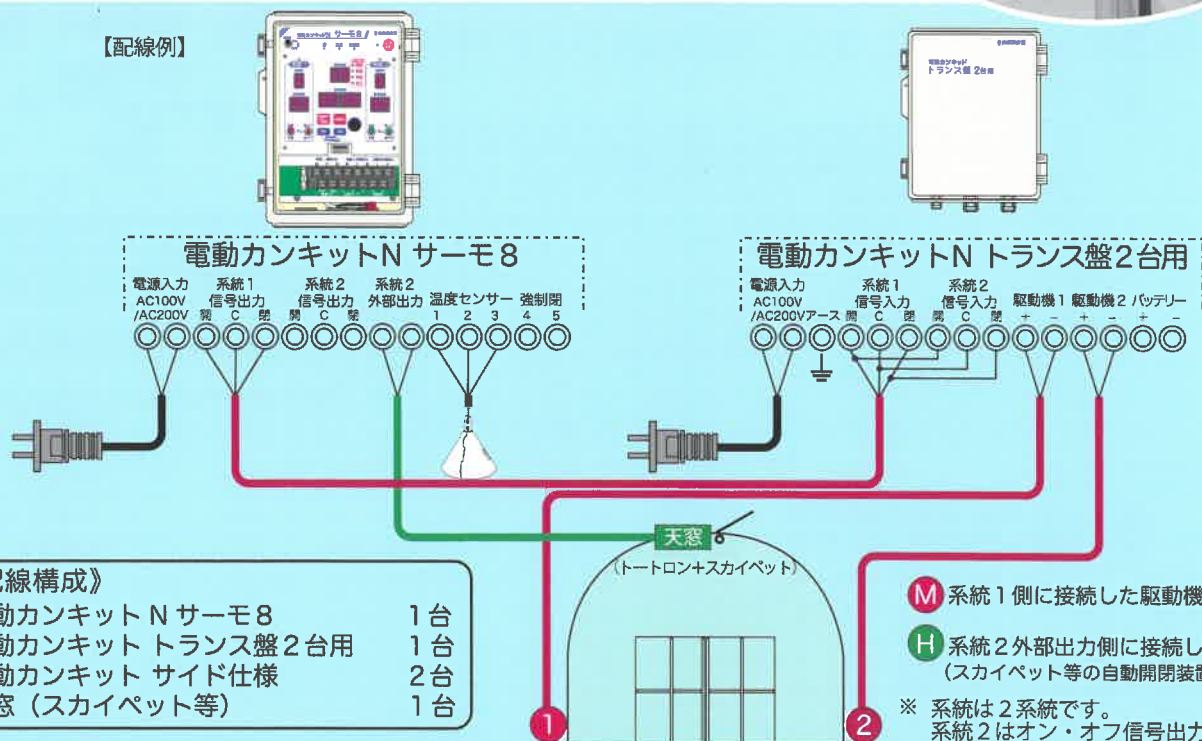 【配線例】
サーモ8
電動カンキット
トランス盤 2台用
電動カンキットN サーモ8
電源入力
AC100V
/AC200V
系統1
信号出力
開 C 閉
系統2
信号出力
開 C 閉
系統2
外部出力
温度センサー
1 2 3
強制閉
4 5
電動カンキットN トランス盤2台用
電源入力
AC100V
/AC200V
アース
系統1
信号入力
開 C 閉
系統2
信号入力
開 C 閉
駆動機1
+ −
駆動機2
+ −
バッテリー
+ −
天窓
(トートロン+スカイペット)
線構成》
動カンキット N サーモ8 1台
動カンキット トランス盤2台用 1台
動カンキット サイド仕様 2台
窓(スカイペット等) 1台
1
2
M 系統1側に接続した駆動機
H 系統2外部出力側に接続し
(スカイペット等の自動開閉装置
※ 系統は2系統です。
系統2はオン・オフ信号出力